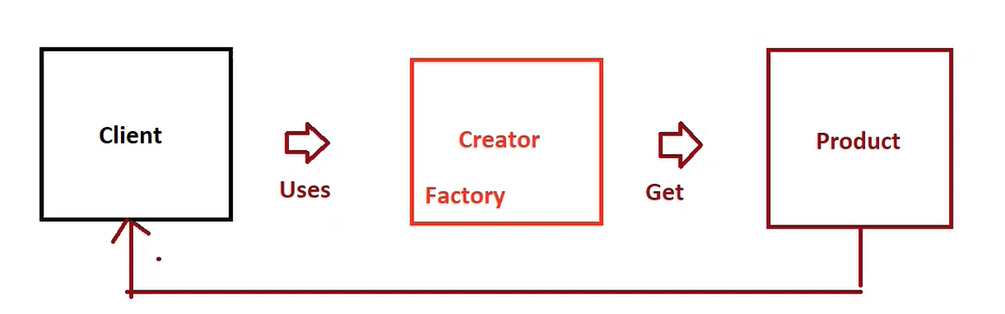 Client
Uses
Creator
Factory
Get
Product